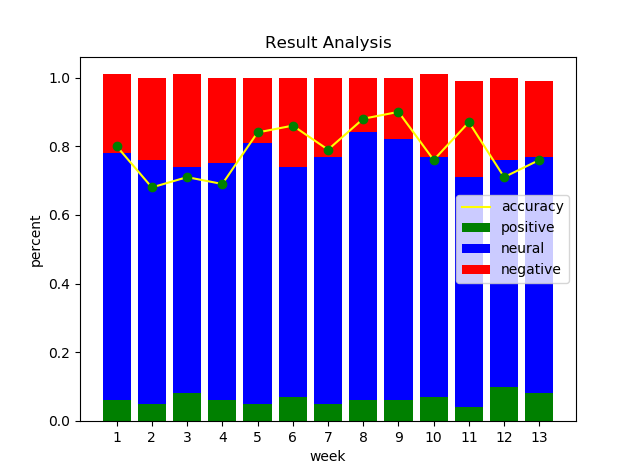 Result Analysis
1.0
0.8
0.6
0.4
0.2
0.0
percent
accuracy
positive
neural
negative
1 2 3 4 5 6 7 8 9 10 11 12 13
week